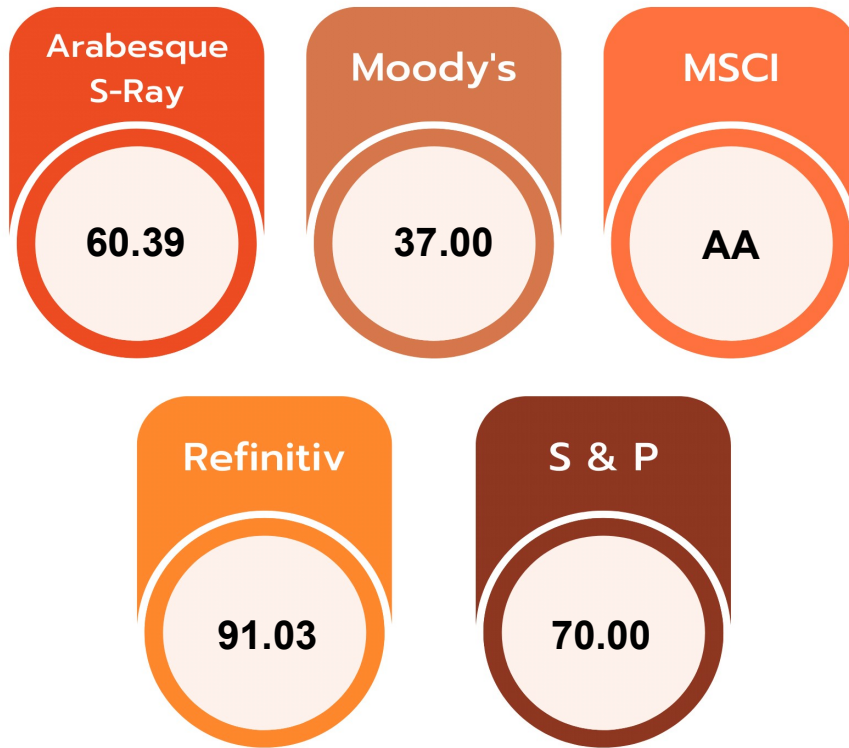 Arabesque
S-Ray
60.39
Moody's
37.00
MSCI
AA
Refinitiv
91.03
S & P
70.00